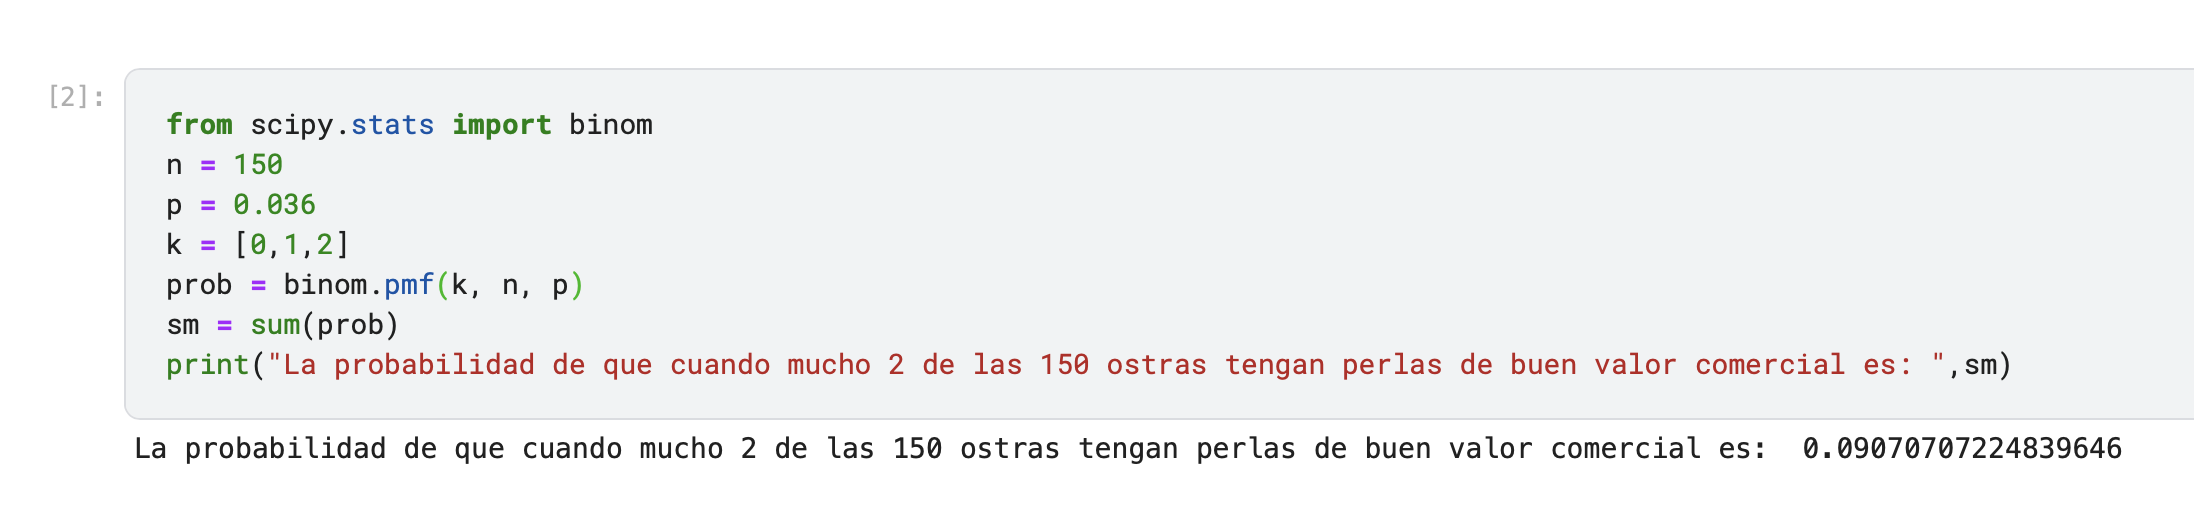 [2]:
from scipy.stats import binom
n = 150
p = 0.036
k = [0,1,2]
prob = binom.pmf(k, n, p)
sm = sum(prob)
print("La probabilidad de que cuando mucho 2 de las 150 ostras tengan perlas de buen valor comercial es: ",sm)
La probabilidad de que cuando mucho 2 de las 150 ostras tengan perlas de buen valor comercial es:  0.09070707224839646